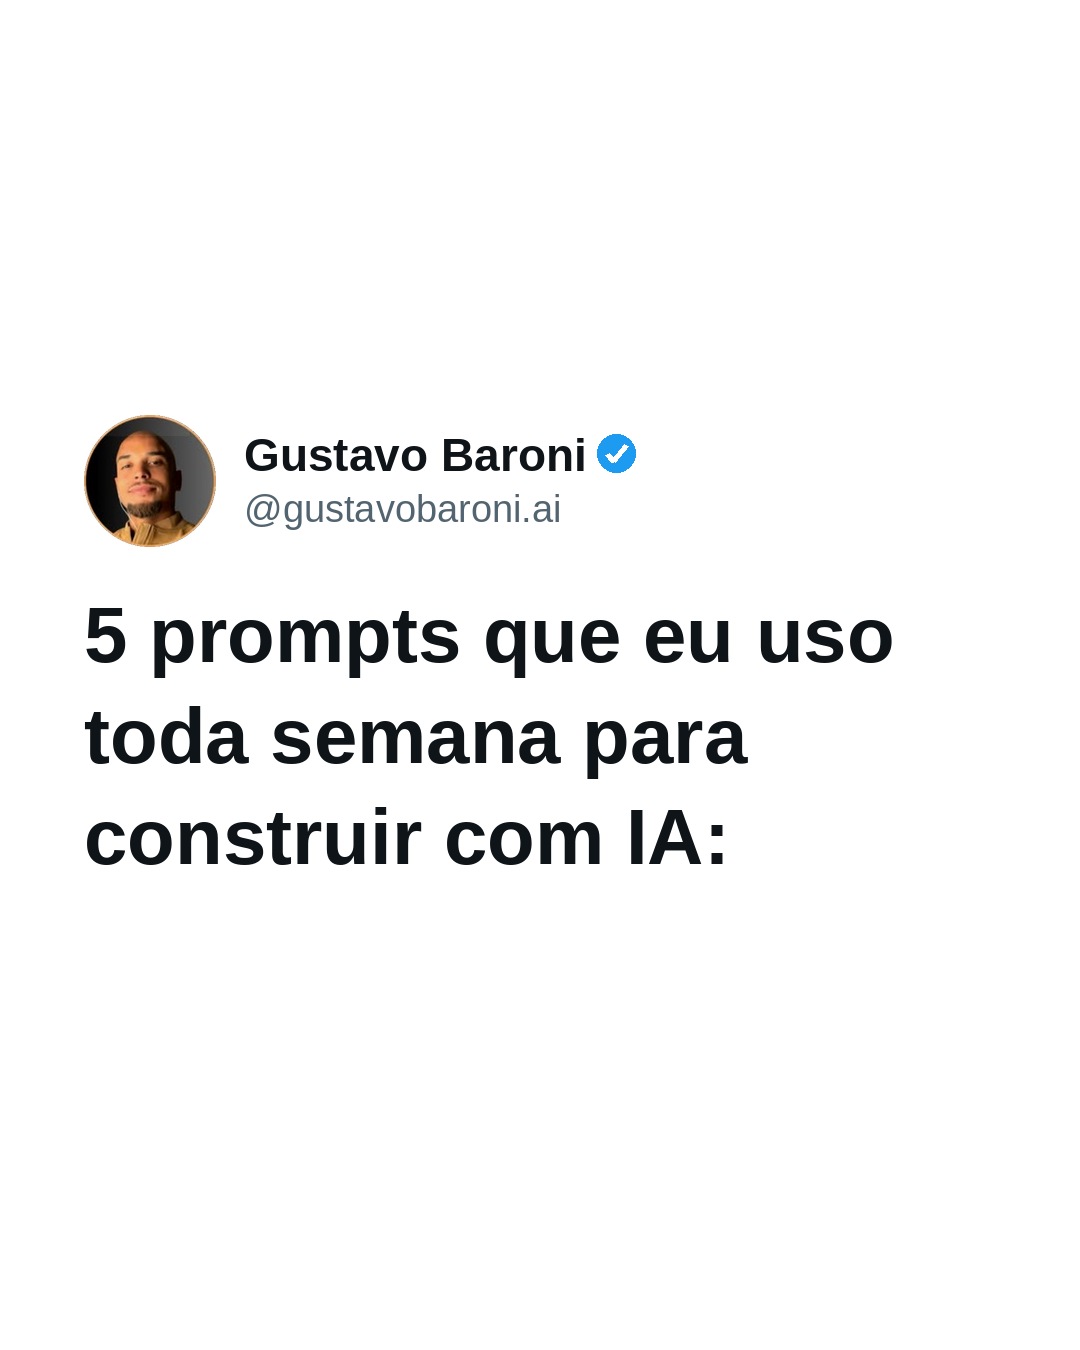 Gustavo Baroni
@gustavobaroni.ai
5 prompts que eu uso
toda semana para
construir com IA: